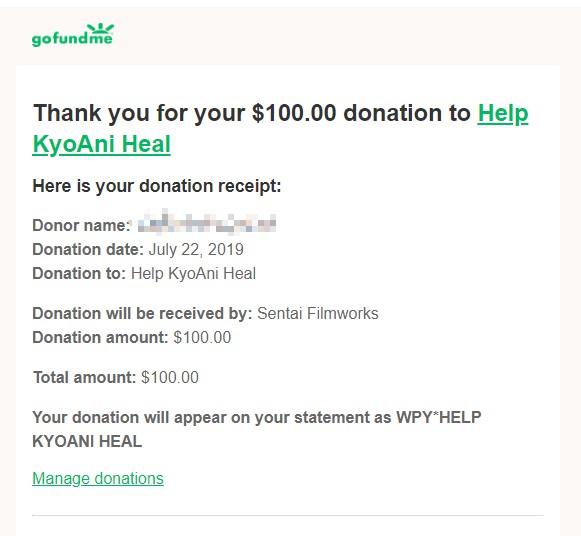 gofundme
Thank you for your $100.00 donation to Help
KyoAni Heal
Here is your donation receipt:
Donor name:
Donation date: July 22, 2019
Donation to: Help KyoAni Heal
Donation will be received by: Sentai Filmworks
Donation amount: $100.00
Total amount: $100.00
Your donation will appear on your statement as WPY*HELP
KYOANI HEAL
Manage donations